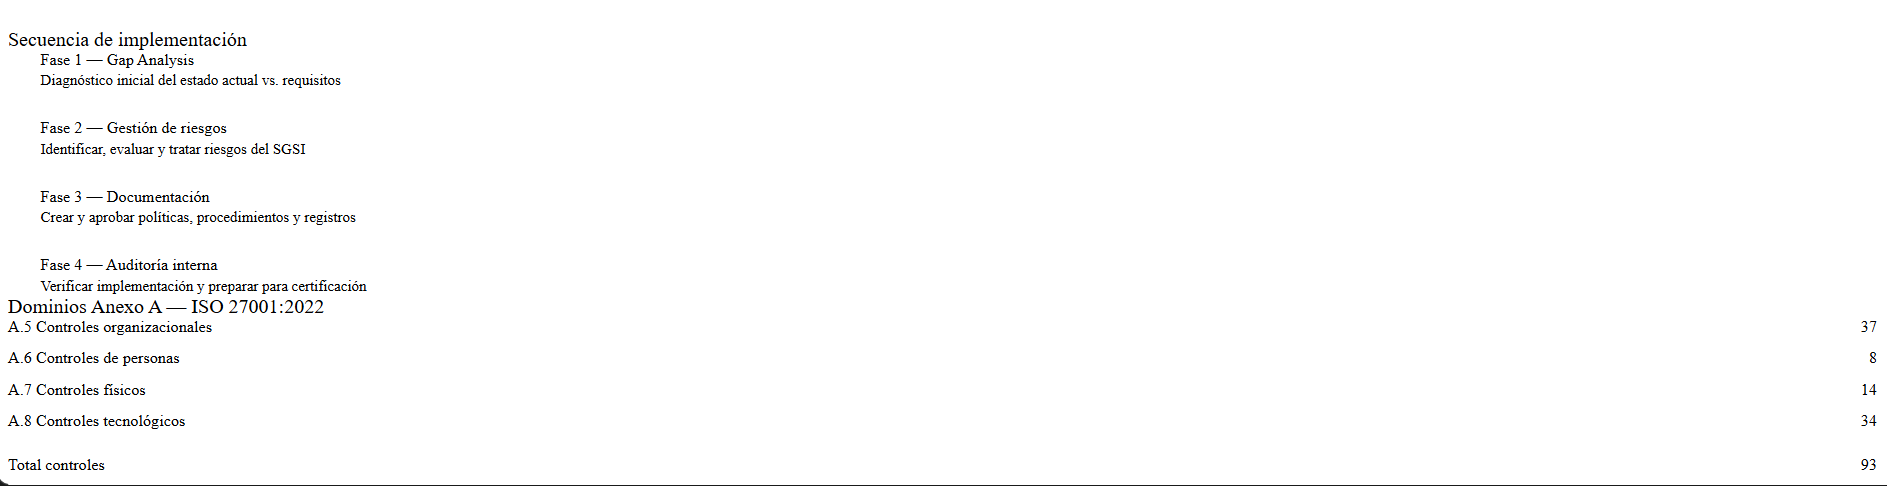 Secuencia de implementación
Fase 1 — Gap Analysis
Diagnóstico inicial del estado actual vs. requisitos
Fase 2 — Gestión de riesgos
Identificar, evaluar y tratar riesgos del SGSI
Fase 3 — Documentación
Crear y aprobar políticas, procedimientos y registros
Fase 4 — Auditoría interna
Verificar implementación y preparar para certificación
Dominios Anexo A — ISO 27001:2022
A.5 Controles organizacionales 37
A.6 Controles de personas 8
A.7 Controles físicos 14
A.8 Controles tecnológicos 34
Total controles 93